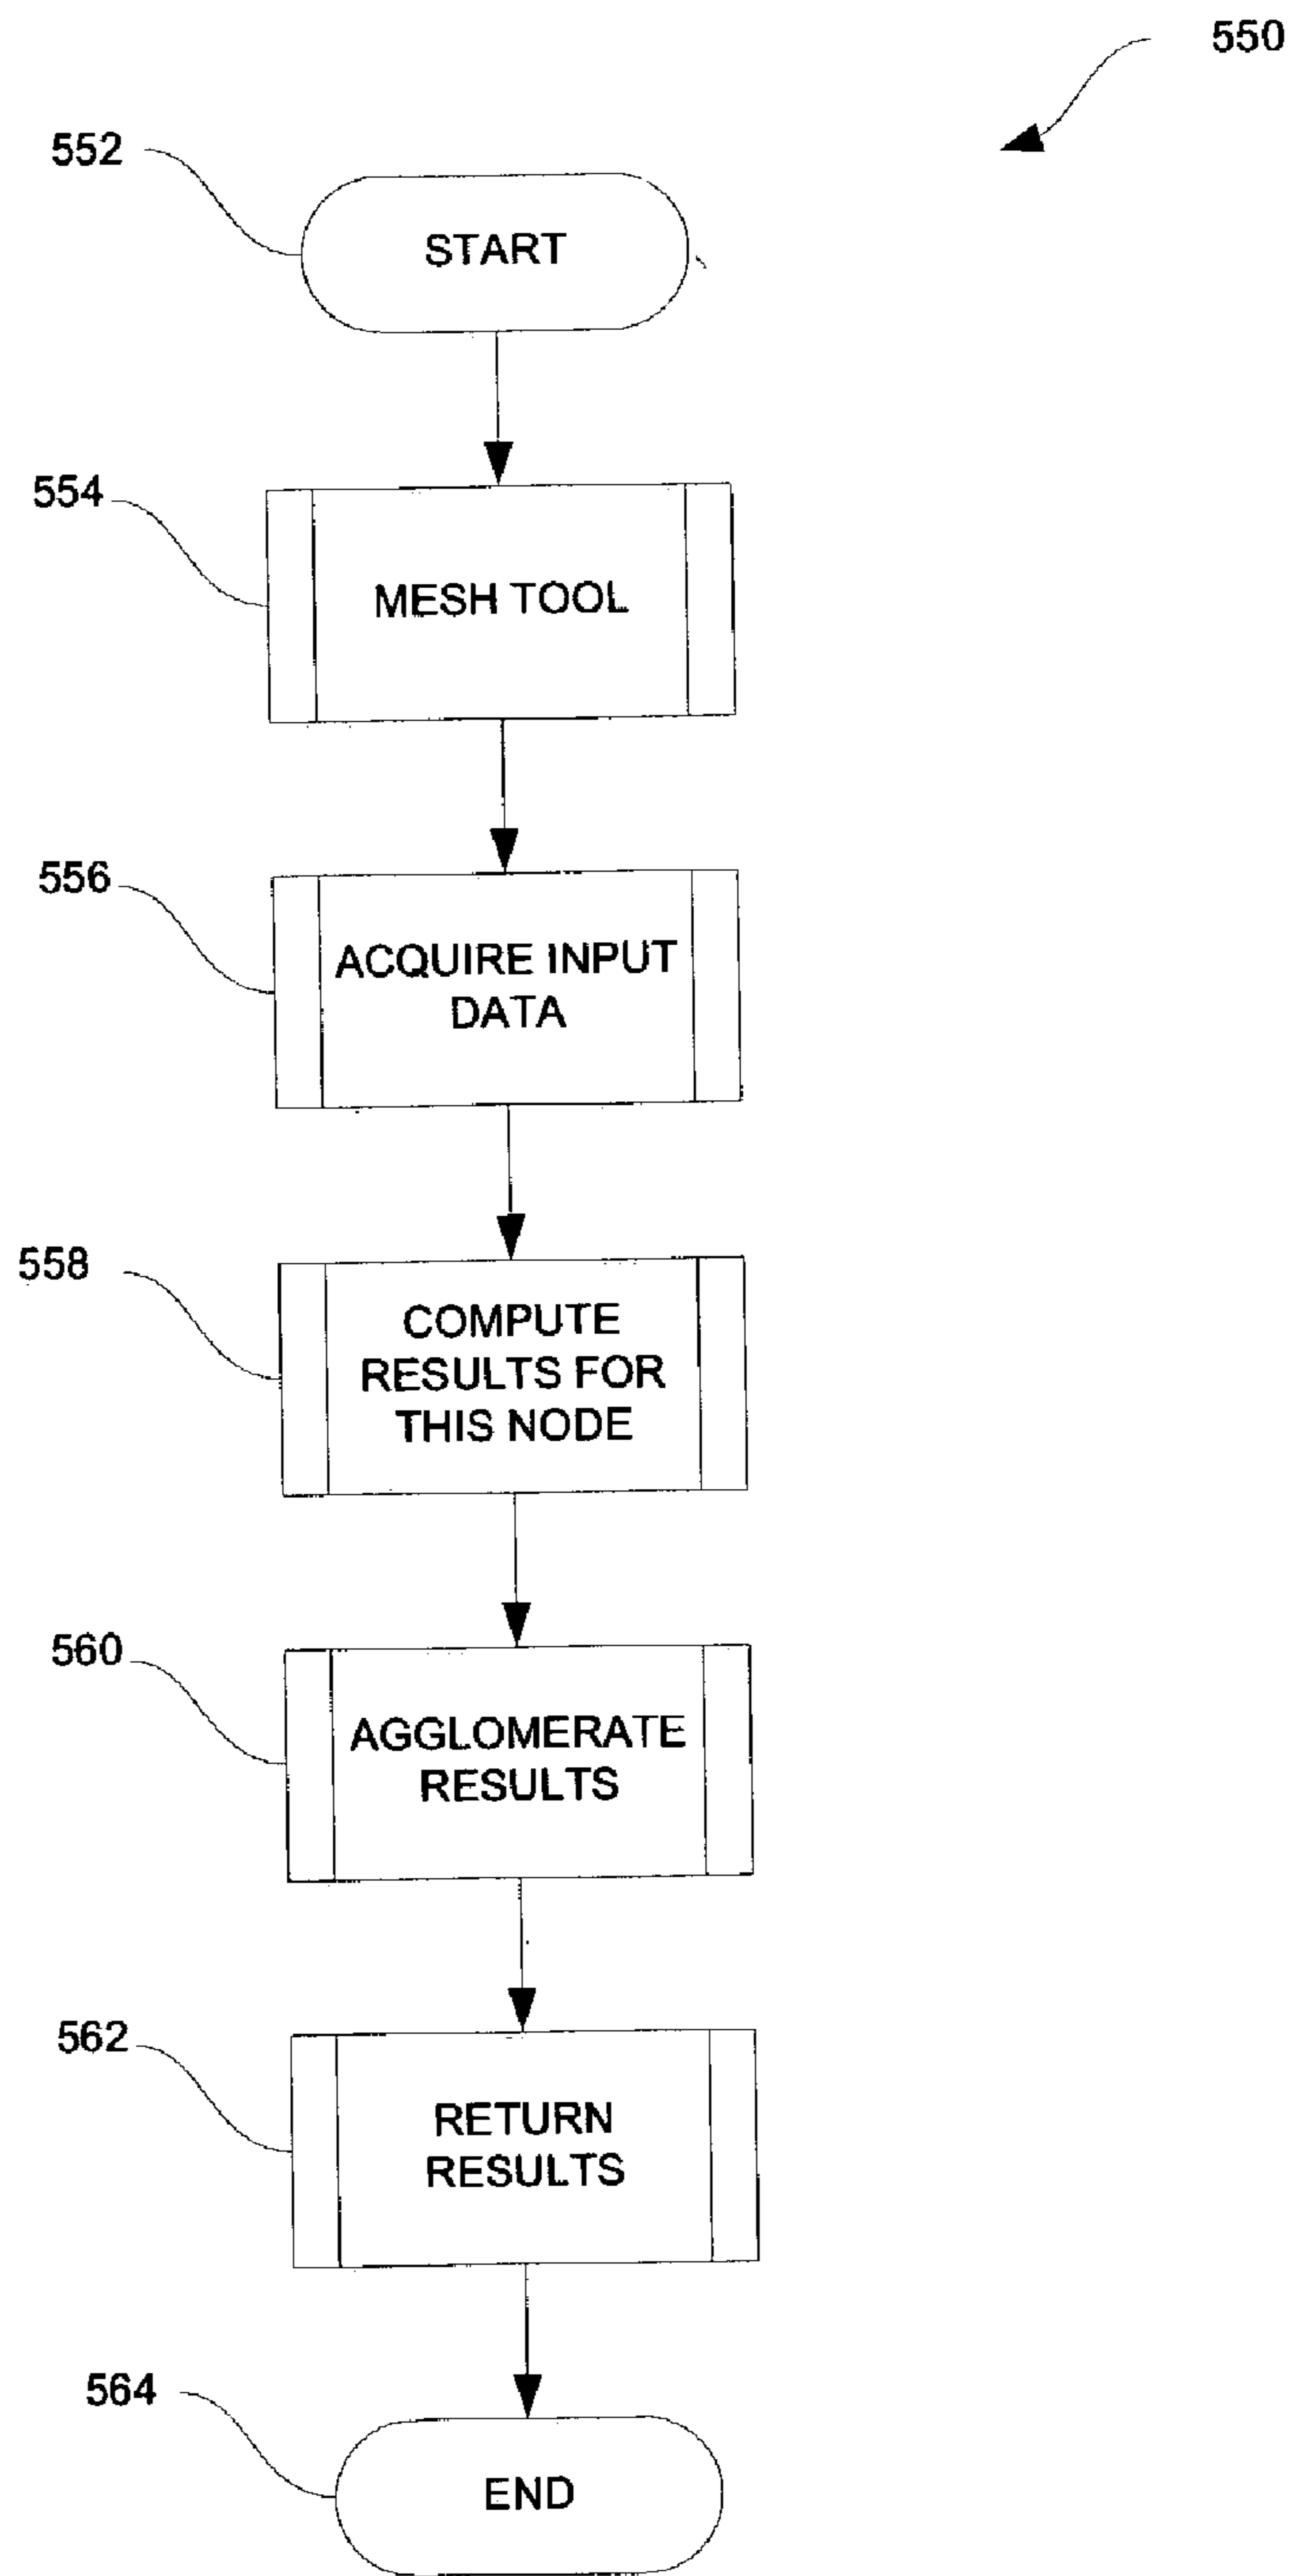 550
552
START
554
MESH TOOL
556
ACQUIRE INPUT
DATA
558
COMPUTE
RESULTS FOR
THIS NODE
560
AGGLOMERATE
RESULTS
562
RETURN
RESULTS
564
END